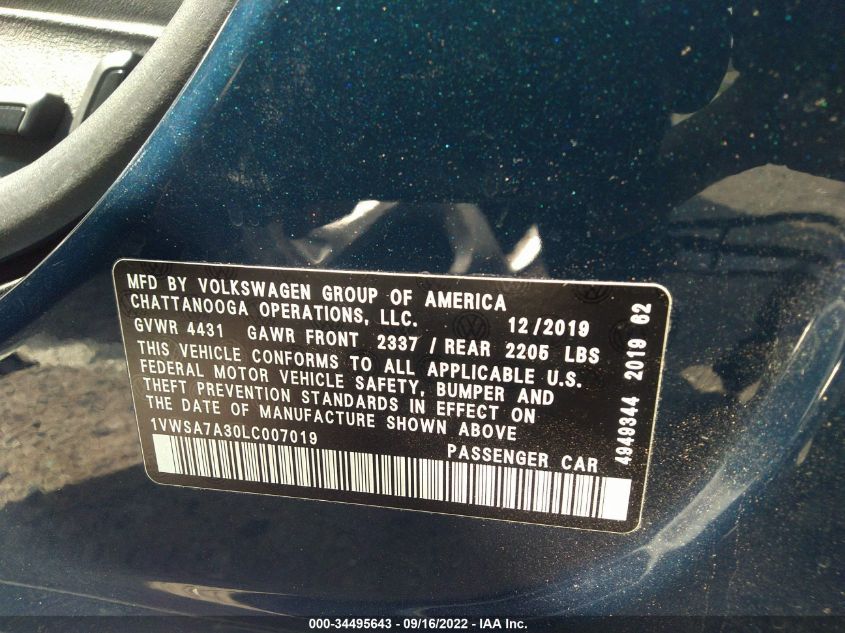 MFD BY VOLKSWAGEN GROUP OF AMERICA
CHATTANOOGA OPERATIONS, LLC. 12/2019
GVWR 4431 GAWR FRONT 2337 / REAR 2205 LBS
THIS VEHICLE CONFORMS TO ALL APPLICABLE U.S.
FEDERAL MOTOR VEHICLE SAFETY, BUMPER AND
THEFT PREVENTION STANDARDS IN EFFECT ON
THE DATE OF MANUFACTURE SHOWN ABOVE
1VWSA7A30LC007019 PASSENGER CAR
4949344 2019 62
000-34495643 - 09/16/2022 - IAA Inc.